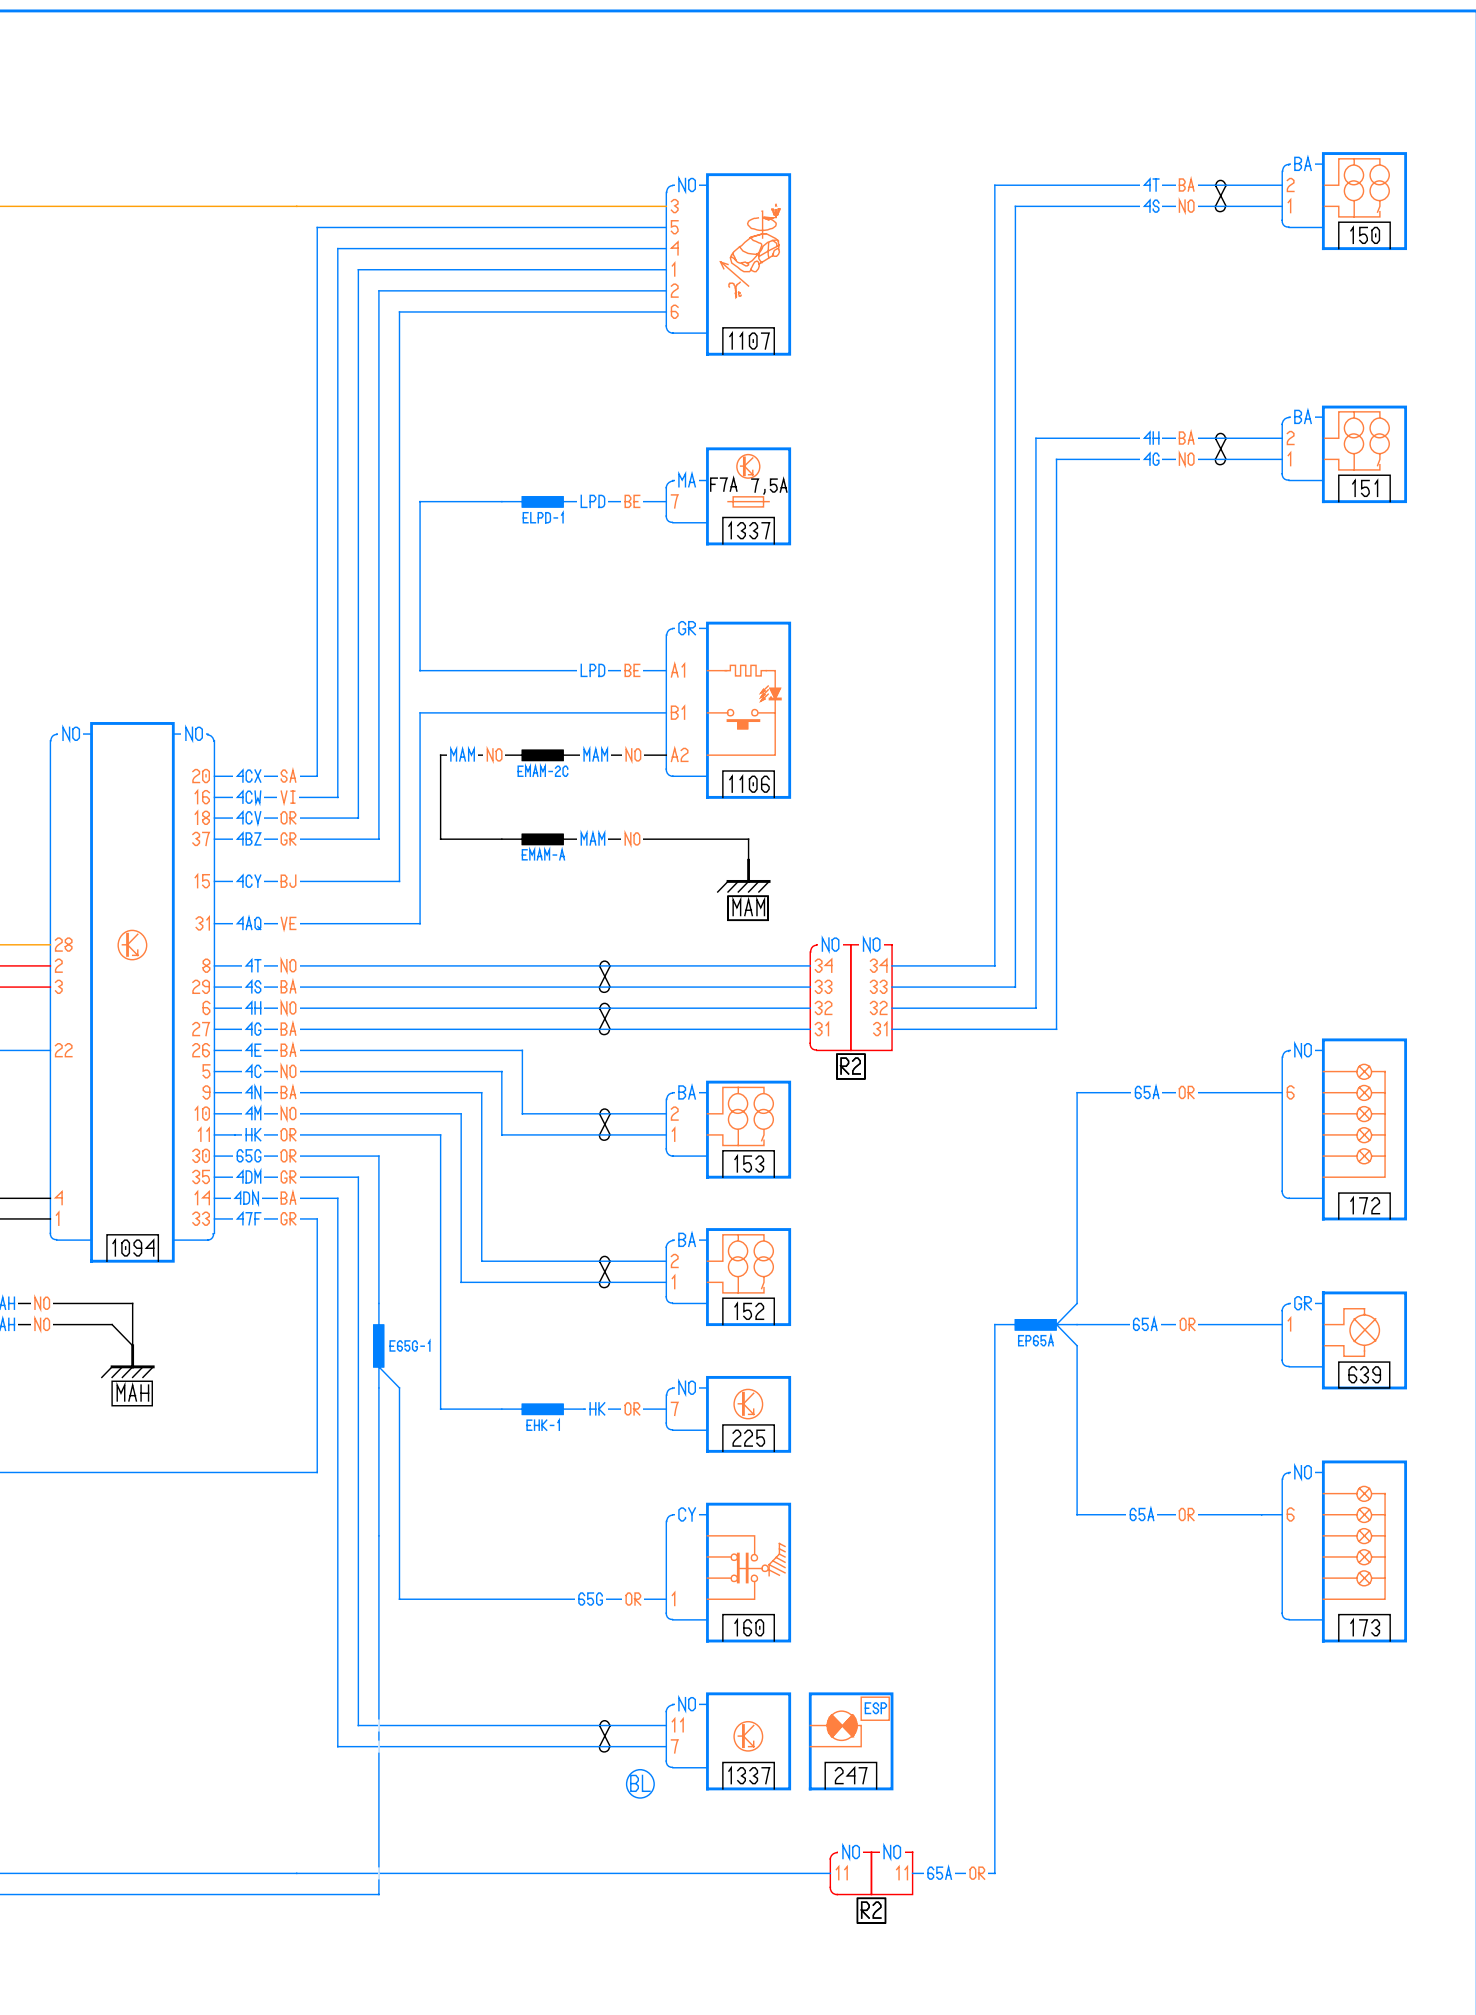 NO
3
5
4
1
2
6
1107
4T BA
4S NO
BA
2
1
150
4H BA
4G NO
BA
2
1
151
ELPD-1
LPD BE
MA
7
F7A 7,5A
1337
GR
LPD BE A1
B1
MAM NO
EMAM-2C
MAM NO A2
1106
EMAM-A
MAM NO
MAM
NO
NO
20 4CX SA
16 4CW VI
18 4CV OR
37 4BZ GR
15 4CY BJ
31 4AQ VE
28
2
3
22
4
1
8 4T NO
29 4S BA
6 4H NO
27 4G BA
26 4E BA
5 4C NO
9 4N BA
10 4M NO
11 HK OR
30 65G OR
35 4DM GR
14 4DN BA
33 47F GR
1094
NO NO
34 34
33 33
32 32
31 31
R2
BA
2
1
153
BA
2
1
152
AH NO
AH NO
MAH
E65G-1
EHK-1
HK OR
NO
7
225
CY
65G OR 1
160
NO
11
7
1337
BL
ESP
247
NO NO
11 11
R2
65A OR
EP65A
65A OR
NO
6
172
65A OR
GR
1
639
65A OR
NO
6
173